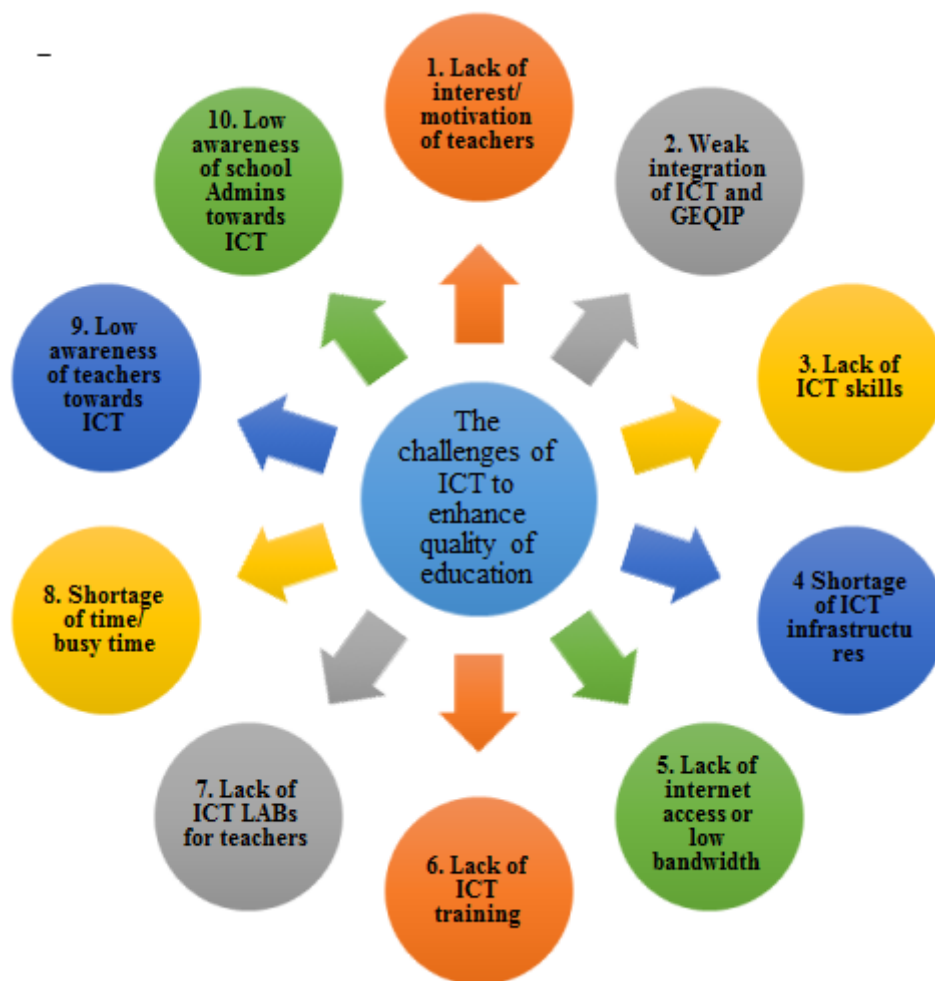 1. Lack of
interest/
motivation
of teachers
2. Weak
integration
of ICT and
GEQIP
3. Lack of
ICT skills
4 Shortage
of ICT
infrastructu
res
5. Lack of
internet
access or
low
bandwidth
6. Lack of
ICT
training
7. Lack of
ICT LABs
for teachers
8. Shortage
of time/
busy time
9. Low
awareness
of teachers
towards
ICT
10. Low
awareness
of school
Admins
towards
ICT
The
challenges of
ICT to
enhance
quality of
education